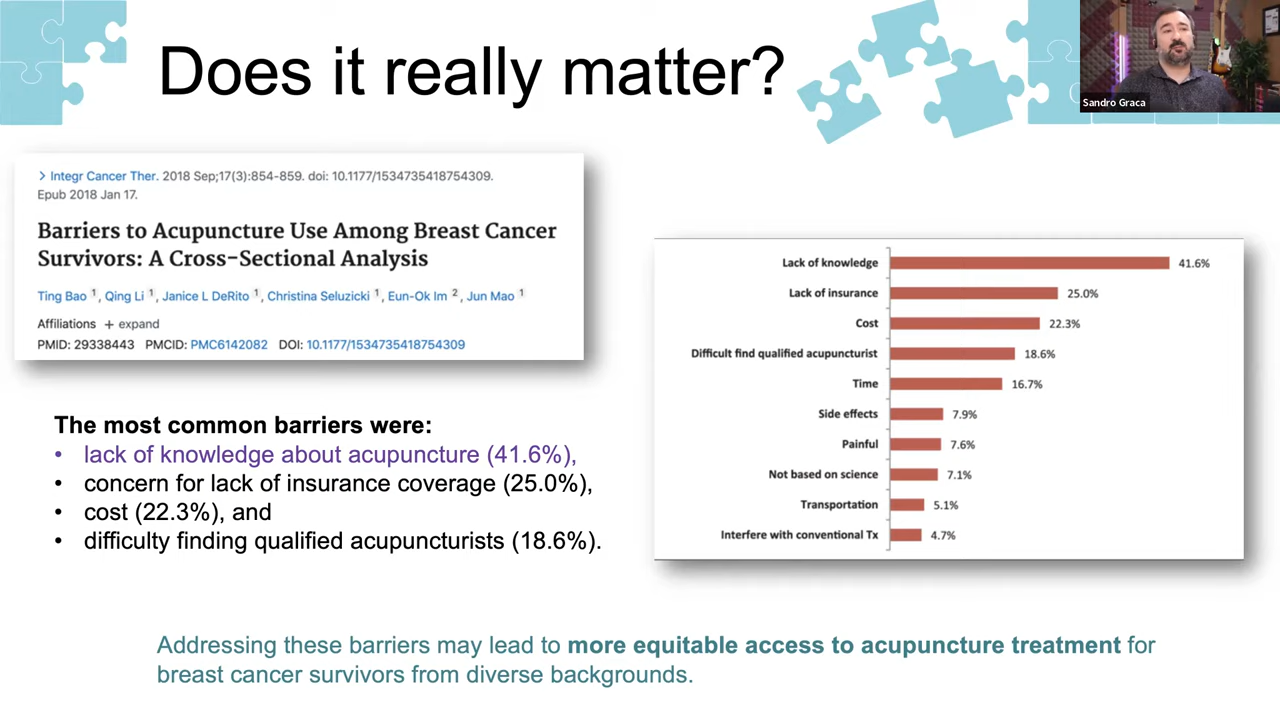 Does it really matter?
Sandro Graca
> Integr Cancer Ther. 2018 Sep;17(3):854-859. doi: 10.1177/1534735418754309.
Epub 2018 Jan 17.
Barriers to Acupuncture Use Among Breast Cancer
Survivors: A Cross-Sectional Analysis
Ting Bao 1, Qing Li 1, Janice L DeRito 1, Christina Seluzicki 1, Eun-Ok Im 2, Jun Mao 1
Affiliations + expand
PMID: 29338443 PMCID: PMC6142082 DOI: 10.1177/1534735418754309
The most common barriers were:
• lack of knowledge about acupuncture (41.6%),
• concern for lack of insurance coverage (25.0%),
• cost (22.3%), and
• difficulty finding qualified acupuncturists (18.6%).
Lack of knowledge 41.6%
Lack of insurance 25.0%
Cost 22.3%
Difficult find qualified acupuncturist 18.6%
Time 16.7%
Side effects 7.9%
Painful 7.6%
Not based on science 7.1%
Transportation 5.1%
Interfere with conventional Tx 4.7%
Addressing these barriers may lead to more equitable access to acupuncture treatment for
breast cancer survivors from diverse backgrounds.